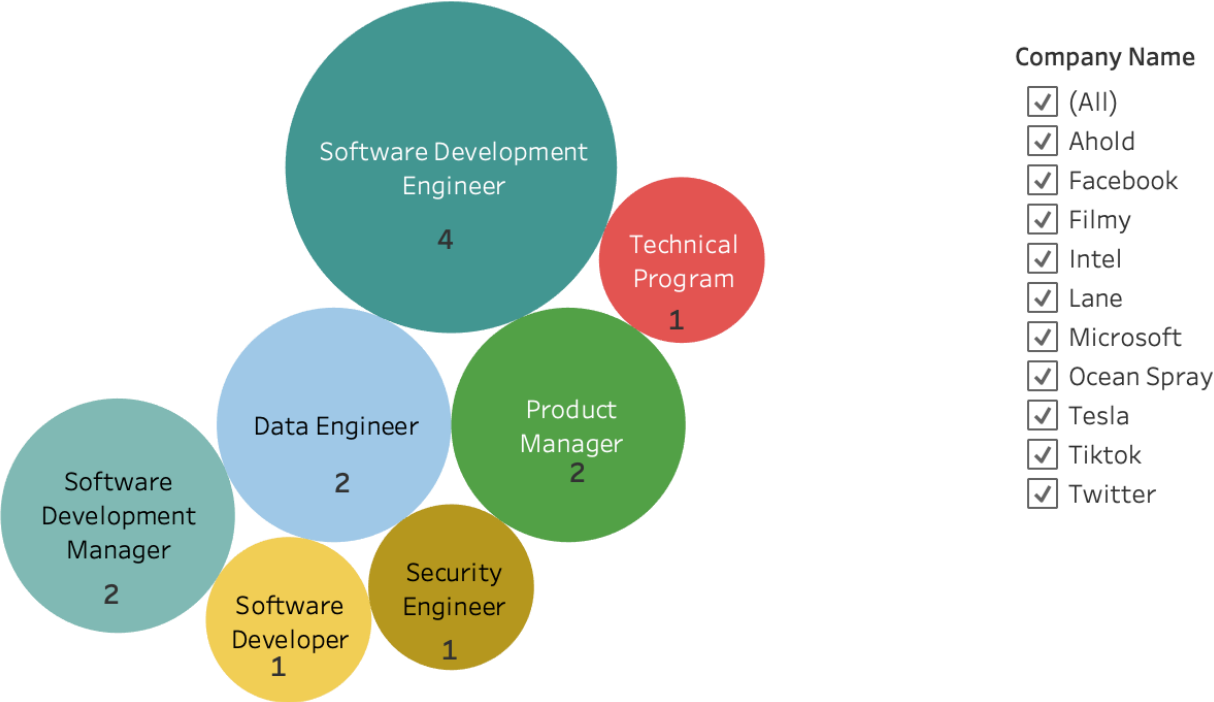 Software Development
Engineer
4
Technical
Program
1
Data Engineer
2
Product
Manager
2
Software
Development
Manager
2
Software
Developer
1
Security
Engineer
1
Company Name
(All)
Ahold
Facebook
Filmy
Intel
Lane
Microsoft
Ocean Spray
Tesla
Tiktok
Twitter